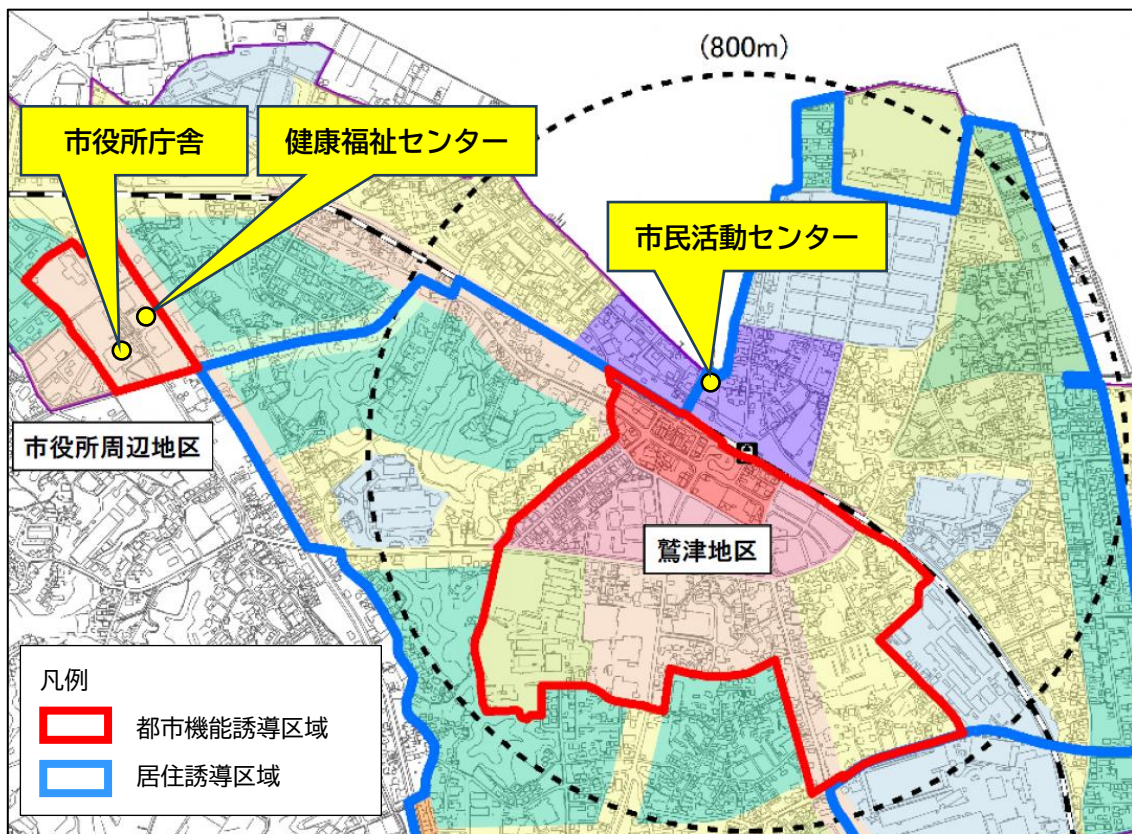 (800m)
市役所庁舎
健康福祉センター
市民活動センター
市役所周辺地区
鷲津地区
凡例
都市機能誘導区域
居住誘導区域